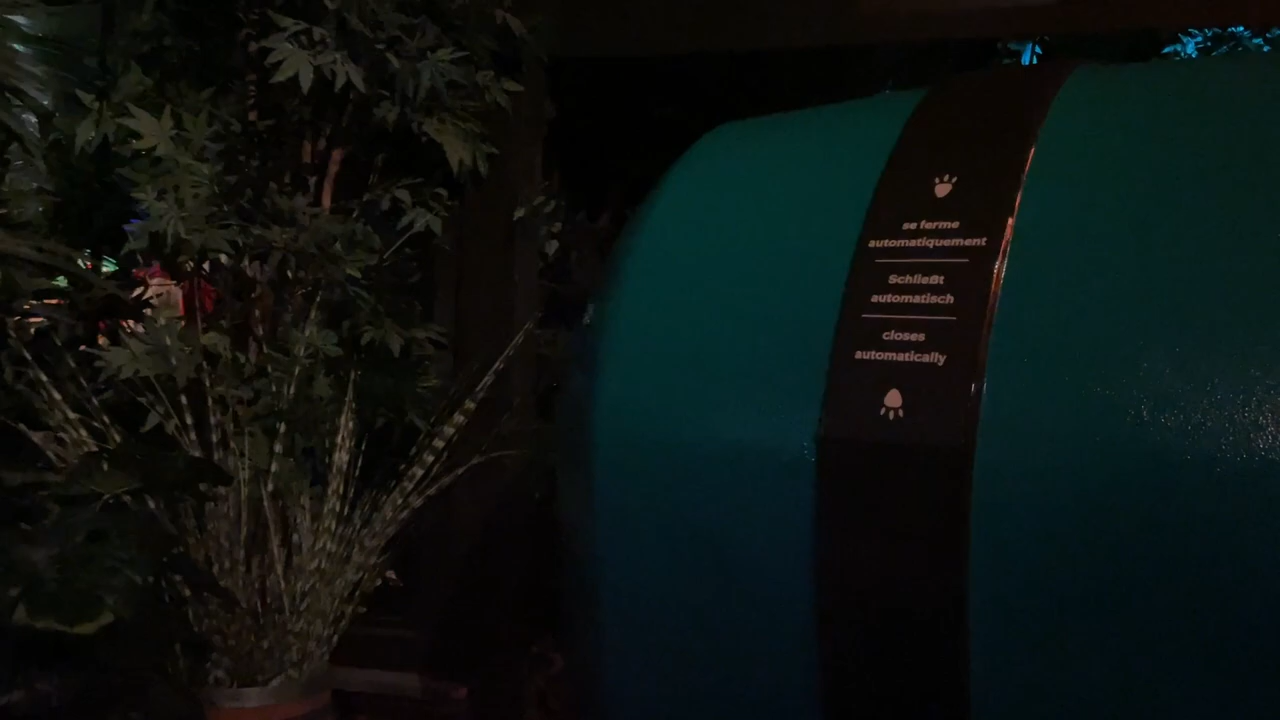 se ferme
automatiquement
Schließt
automatisch
closes
automatically